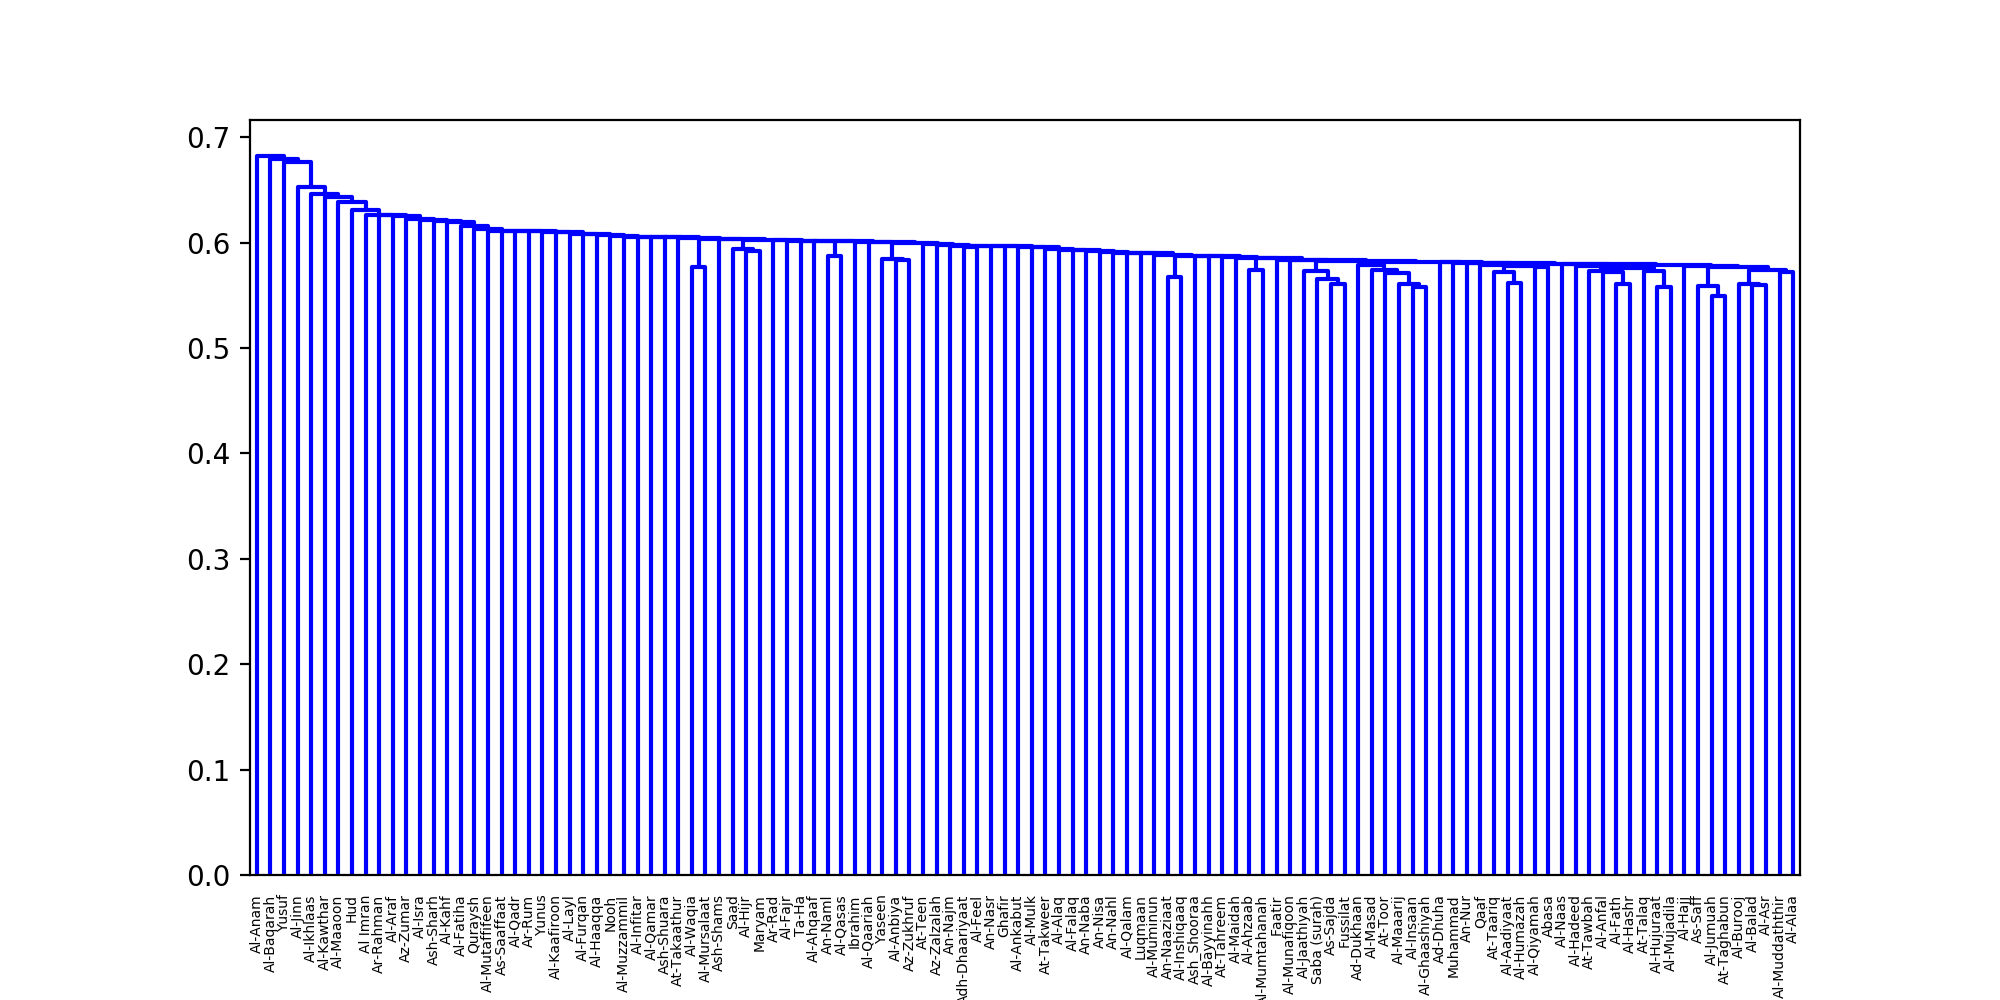 0.7
0.6
0.5
0.4
0.3
0.2
0.1
0.0
Al-Anam
Al-Baqarah
Yusuf
Al-Jinn
Al-Ikhlaas
Al-Kawthar
Al-Maaoon
Hud
Al Imran
Ar-Rahman
Al-Araf
Az-Zumar
Al-Isra
Ash-Sharh
Al-Kahf
Al-Fatiha
Quraysh
Al-Mutaffifeen
As-Saaffaat
Al-Qadr
Ar-Rum
Yunus
Al-Kaafiroon
Al-Layl
Al-Furqan
Al-Haaqqa
Nooh
Al-Muzzammil
Al-Infitar
Al-Qamar
Ash-Shuara
At-Takaathur
Al-Waqia
Al-Mursalaat
Ash-Shams
Saad
Al-Hijr
Maryam
Ar-Rad
Al-Fajr
Ta-Ha
Al-Ahqaaf
An-Naml
Al-Qasas
Ibrahim
Al-Qaariah
Yaseen
Al-Anbiya
Az-Zukhruf
At-Teen
Az-Zalzalah
An-Najm
Adh-Dhaariyaat
Al-Feel
An-Nasr
Ghafir
Al-Ankabut
Al-Mulk
At-Takweer
Al-Alaq
Al-Falaq
An-Naba
An-Nisa
An-Nahl
Al-Qalam
Luqmaan
Al-Muminun
An-Naaziaat
Al-Inshiqaaq
Ash_Shooraa
Al-Bayyinahh
At-Tahreem
Al-Maidah
Al-Ahzaab
Al-Mumtahanah
Faatir
Al-Munafiqoon
Al-Jaathiyah
Saba (surah)
As-Sajda
Fussilat
Ad-Dukhaan
Al-Masad
At-Toor
Al-Maaarij
Al-Insaan
Al-Ghaashiyah
Ad-Dhuha
Muhammad
An-Nur
Qaaf
At-Taariq
Al-Aadiyaat
Al-Humazah
Al-Qiyamah
Abasa
Al-Naas
Al-Hadeed
At-Tawbah
Al-Anfal
Al-Fath
Al-Hashr
At-Talaq
Al-Hujuraat
Al-Mujadila
Al-Hajj
As-Saff
Al-Jumuah
At-Taghabun
Al-Burooj
Al-Balad
Al-Asr
Al-Muddaththir
Al-Alaa